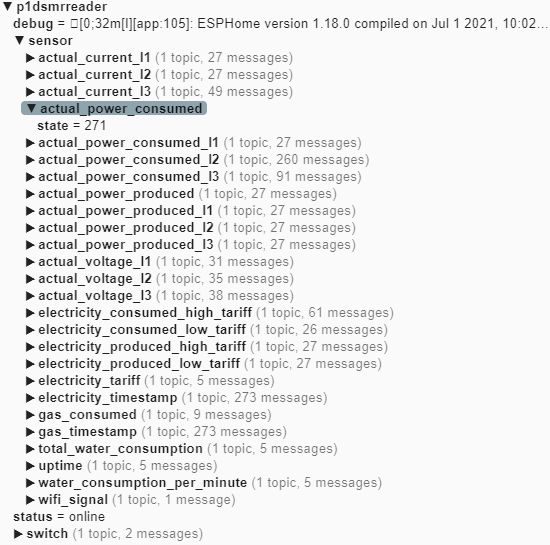 ▼ p1dsmrreader
debug = [0;32m[I][app:105]: ESPHome version 1.18.0 compiled on Jul 1 2021, 10:02...
▼ sensor
▶ actual_current_l1 (1 topic, 27 messages)
▶ actual_current_l2 (1 topic, 27 messages)
▶ actual_current_l3 (1 topic, 49 messages)
▼ actual_power_consumed
state = 271
▶ actual_power_consumed_l1 (1 topic, 27 messages)
▶ actual_power_consumed_l2 (1 topic, 260 messages)
▶ actual_power_consumed_l3 (1 topic, 91 messages)
▶ actual_power_produced (1 topic, 27 messages)
▶ actual_power_produced_l1 (1 topic, 27 messages)
▶ actual_power_produced_l2 (1 topic, 27 messages)
▶ actual_power_produced_l3 (1 topic, 27 messages)
▶ actual_voltage_l1 (1 topic, 31 messages)
▶ actual_voltage_l2 (1 topic, 35 messages)
▶ actual_voltage_l3 (1 topic, 38 messages)
▶ electricity_consumed_high_tariff (1 topic, 61 messages)
▶ electricity_consumed_low_tariff (1 topic, 26 messages)
▶ electricity_produced_high_tariff (1 topic, 27 messages)
▶ electricity_produced_low_tariff (1 topic, 27 messages)
▶ electricity_tariff (1 topic, 5 messages)
▶ electricity_timestamp (1 topic, 273 messages)
▶ gas_consumed (1 topic, 9 messages)
▶ gas_timestamp (1 topic, 273 messages)
▶ total_water_consumption (1 topic, 5 messages)
▶ uptime (1 topic, 5 messages)
▶ water_consumption_per_minute (1 topic, 5 messages)
▶ wifi_signal (1 topic, 1 message)
status = online
▶ switch (1 topic, 2 messages)